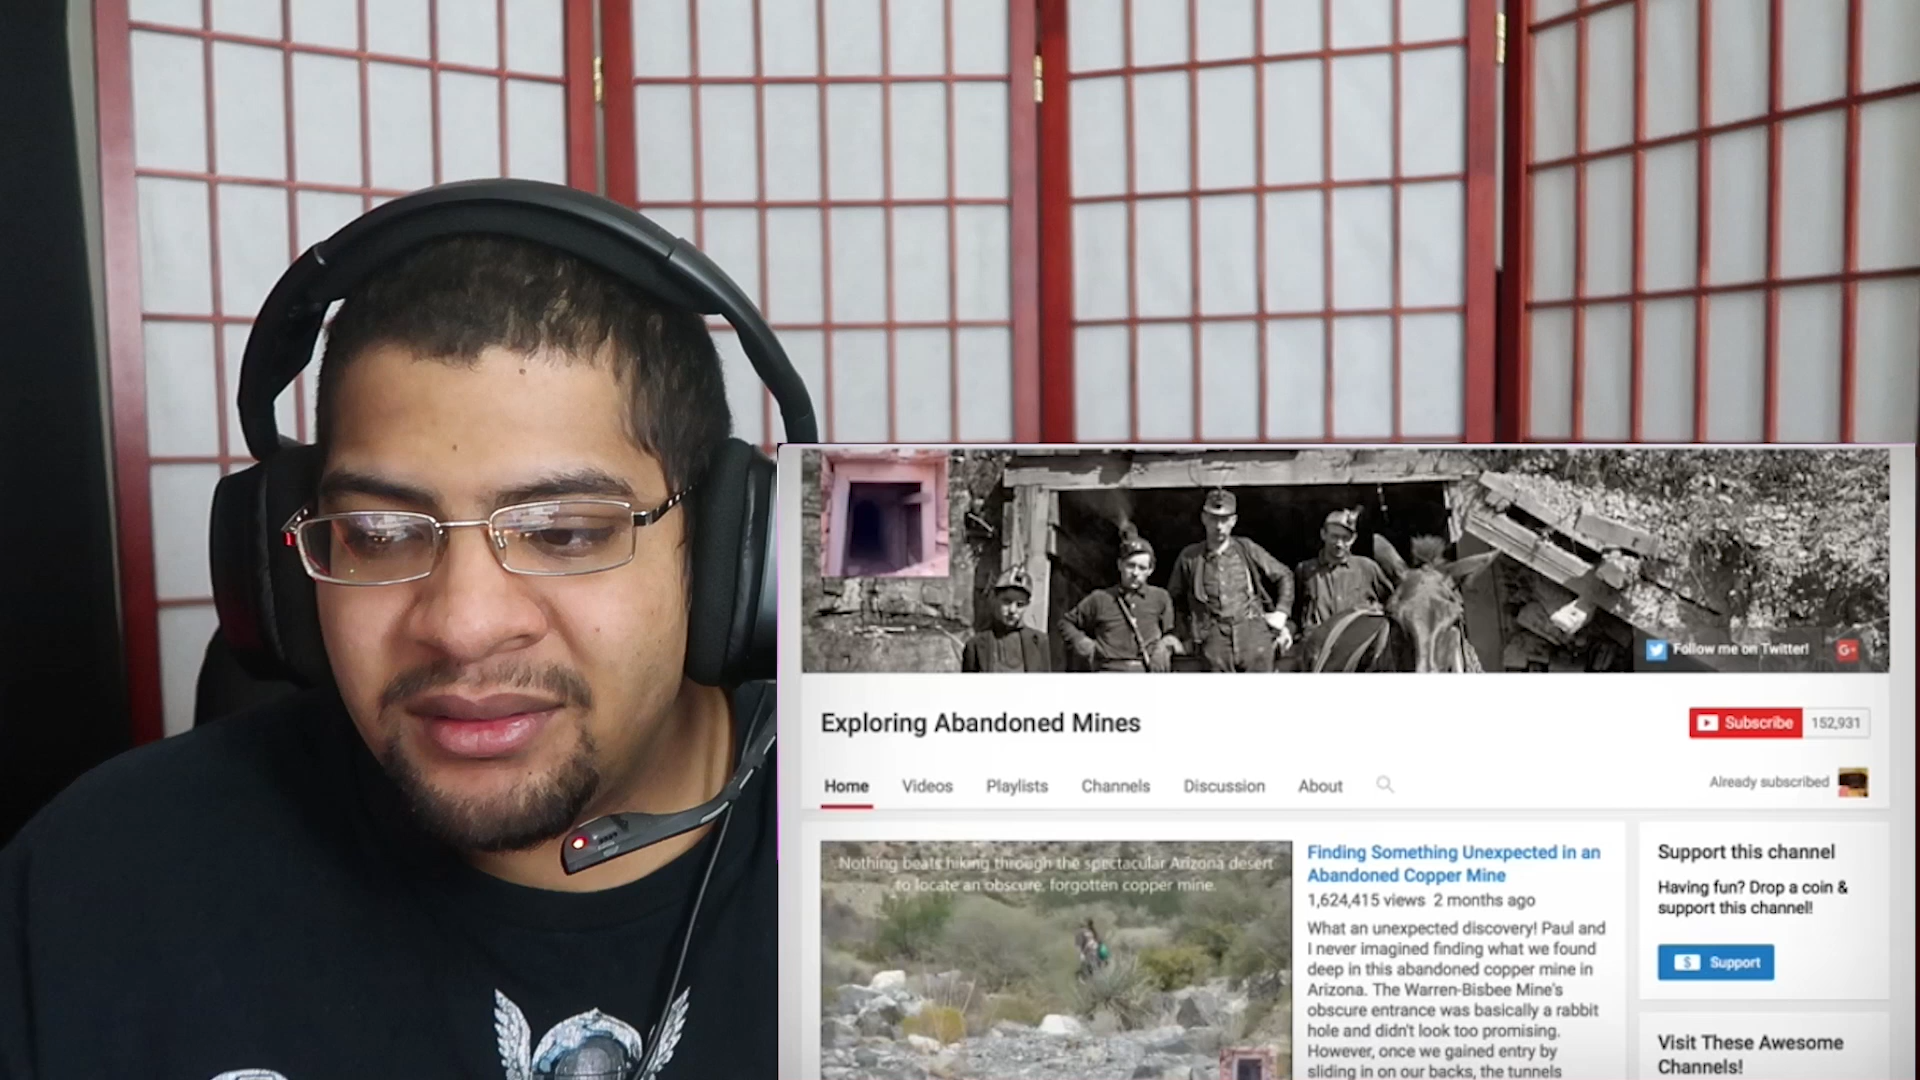 Follow me on Twitter!
G+
Exploring Abandoned Mines
Subscribe 152,931
Home Videos Playlists Channels Discussion About
Already subscribed
Nothing beats hiking through the spectacular Arizona desert
to locate an obscure, forgotten copper mine.
Finding Something Unexpected in an
Abandoned Copper Mine
1,624,415 views 2 months ago
What an unexpected discovery! Paul and
I never imagined finding what we found
deep in this abandoned copper mine in
Arizona. The Warren-Bisbee Mine's
obscure entrance was basically a rabbit
hole and didn't look too promising.
However, once we gained entry by
sliding in on our backs, the tunnels
Support this channel
Having fun? Drop a coin &
support this channel!
$ Support
Visit These Awesome
Channels!